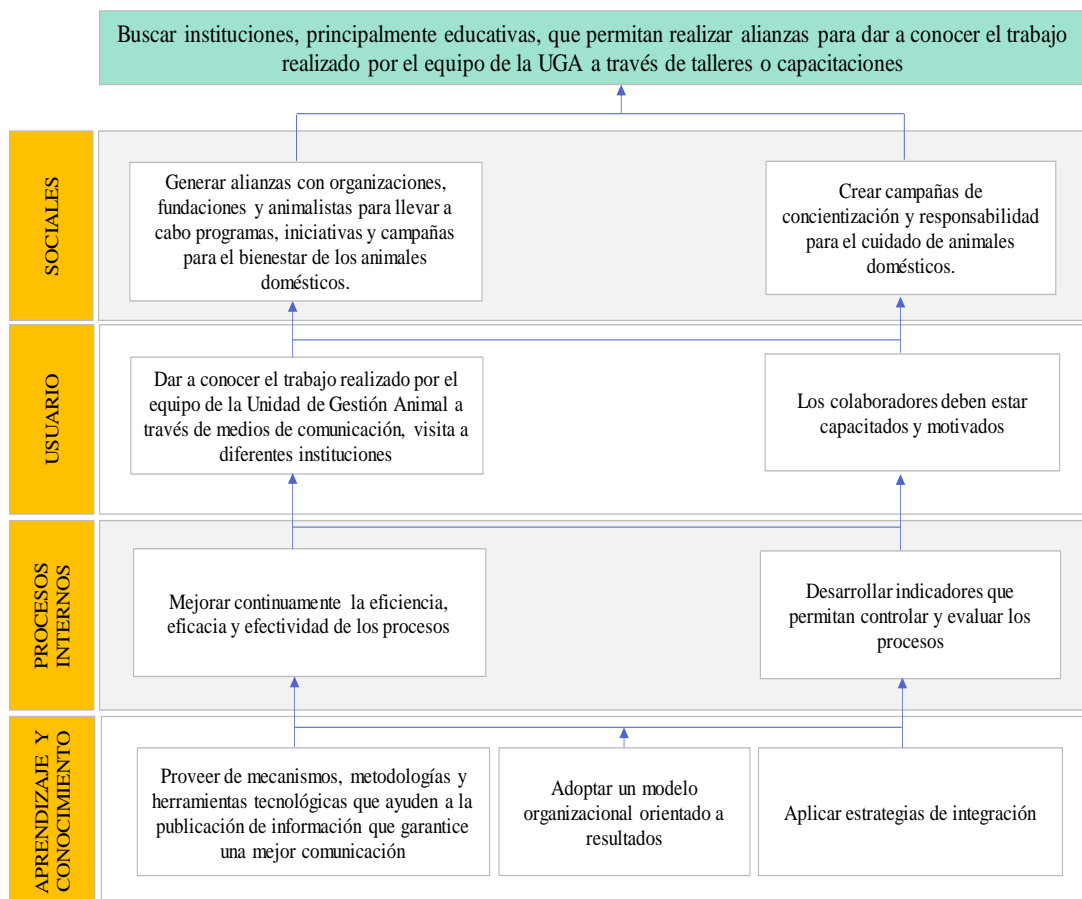 Buscar instituciones, principalmente educativas, que permitan realizar alianzas para dar a conocer el trabajo
realizado por el equipo de la UGA a través de talleres o capacitaciones
SOCIALES
Generar alianzas con organizaciones,
fundaciones y animalistas para llevar a
cabo programas, iniciativas y campañas
para el bienestar de los animales
domésticos.
Crear campañas de
concientización y responsabilidad
para el cuidado de animales
domésticos.
USUARIO
Dar a conocer el trabajo realizado por el
equipo de la Unidad de Gestión Animal a
través de medios de comunicación, visita a
diferentes instituciones
Los colaboradores deben estar
capacitados y motivados
PROCESOS
INTERNOS
Mejorar continuamente la eficiencia,
eficacia y efectividad de los procesos
Desarrollar indicadores que
permitan controlar y evaluar los
procesos
APRENDIZAJE Y
CONOCIMIENTO
Proveer de mecanismos, metodologías y
herramientas tecnológicas que ayuden a la
publicación de información que garantice
una mejor comunicación
Adoptar un modelo
organizacional orientado a
resultados
Aplicar estrategias de integración